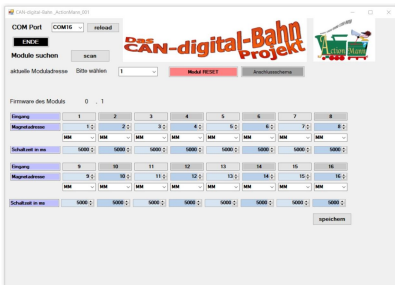 CAN-digital-Bahn_ActionMann_001
COM Port COM16 reload
ENDE
Module suchen scan
Das CAN-digital-Bahn Projekt
Action Mann
aktuelle Moduladresse Bitte wählen 1 Modul RESET Anschlussschema
Firmware des Moduls 0 . 1
Eingang 1 2 3 4 5 6 7 8
Magnetadresse 1 2 3 4 5 6 7 8
MM MM MM MM MM MM MM MM
Schaltzeit in ms 5000 5000 5000 5000 5000 5000 5000 5000
Eingang 9 10 11 12 13 14 15 16
Magnetadresse 9 10 11 12 13 14 15 16
MM MM MM MM MM MM MM MM
Schaltzeit in ms 5000 5000 5000 5000 5000 5000 5000 5000
speichern